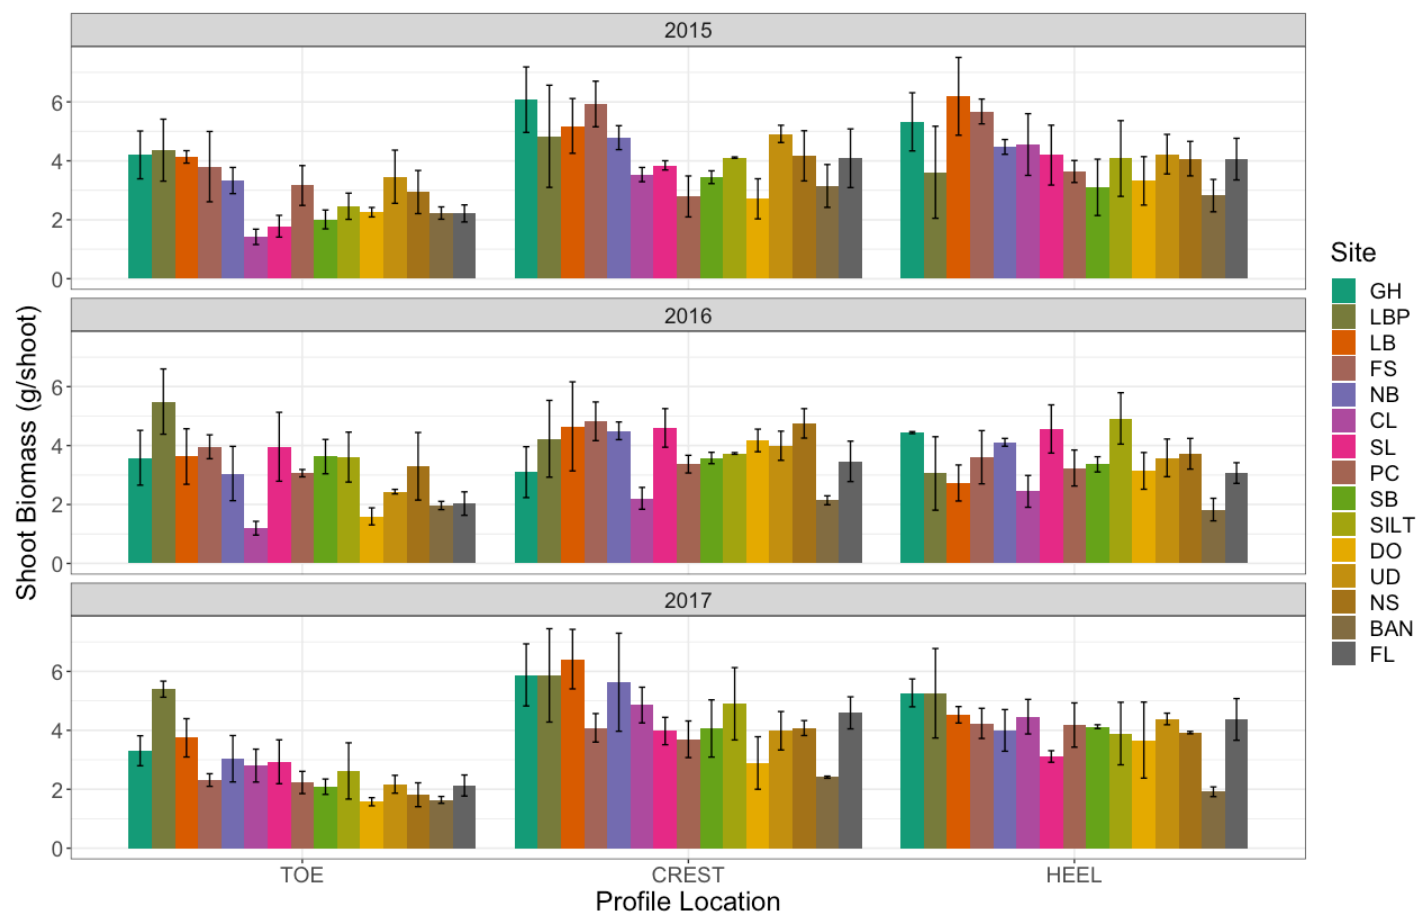 2015
6
4
2
0
2016
6
4
2
0
2017
6
4
2
0
TOE CREST HEEL
Profile Location
Shoot Biomass (g/shoot)
Site
GH
LBP
LB
FS
NB
CL
SL
PC
SB
SILT
DO
UD
NS
BAN
FL